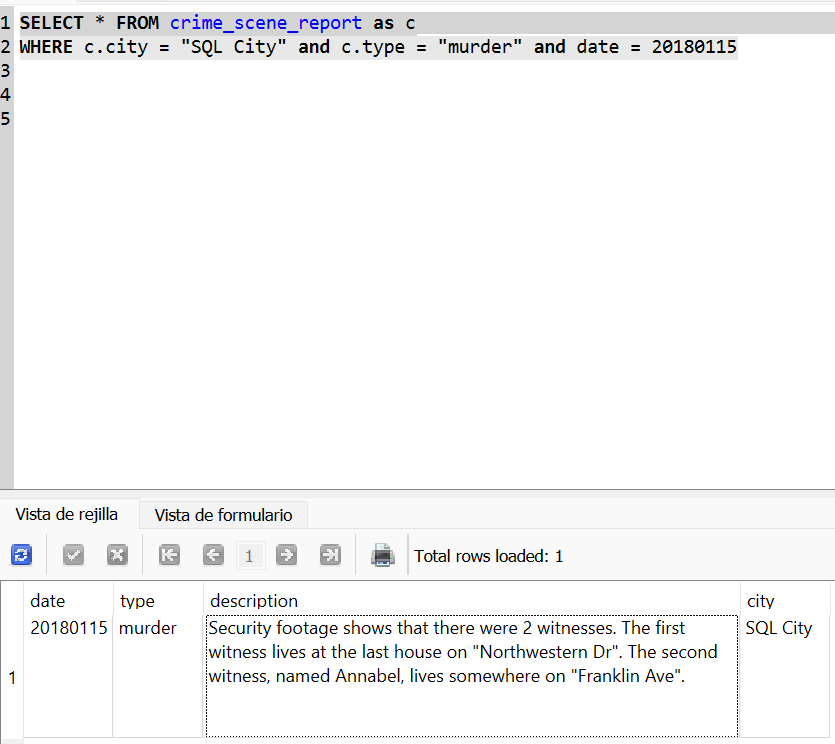 1 SELECT * FROM crime_scene_report as c
2 WHERE c.city = "SQL City" and c.type = "murder" and date = 20180115
3
4
5
Vista de rejilla Vista de formulario
1 Total rows loaded: 1
date type description city
20180115 murder Security footage shows that there were 2 witnesses. The first SQL City
witness lives at the last house on "Northwestern Dr". The second
1 witness, named Annabel, lives somewhere on "Franklin Ave".